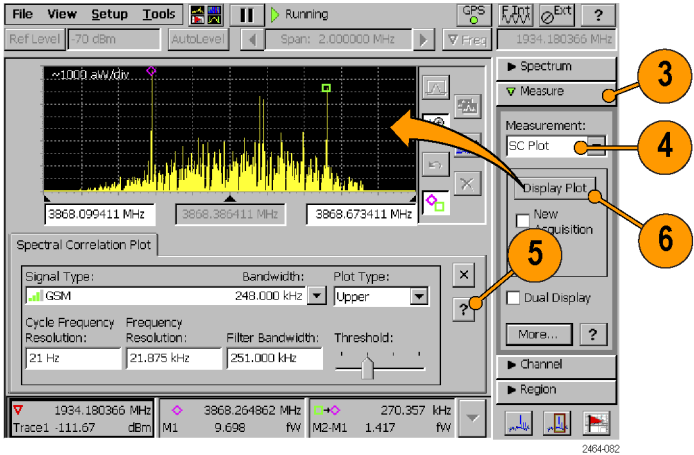 File View Setup Tools Running GPS F Int Ext ?
Ref Level -70 dBm AutoLevel Span: 2.000000 MHz Freq 1934.180366 MHz
~1000 aW/div
3868.099411 MHz 3868.386411 MHz 3868.673411 MHz
Spectral Correlation Plot
Signal Type: Bandwidth: Plot Type:
GSM 248.000 kHz Upper
Cycle Frequency Resolution: Frequency Resolution: Filter Bandwidth: Threshold:
21 Hz 21.875 kHz 251.000 kHz
?
Spectrum
Measure
Measurement:
SC Plot
Display Plot
New Acquisition
Dual Display
More... ?
Channel
Region
3
4
5
6
1934.180366 MHz 3868.264862 MHz 270.357 kHz
Trace1 -111.67 dBm M1 9.698 fW M2-M1 1.417 fW
2464-082